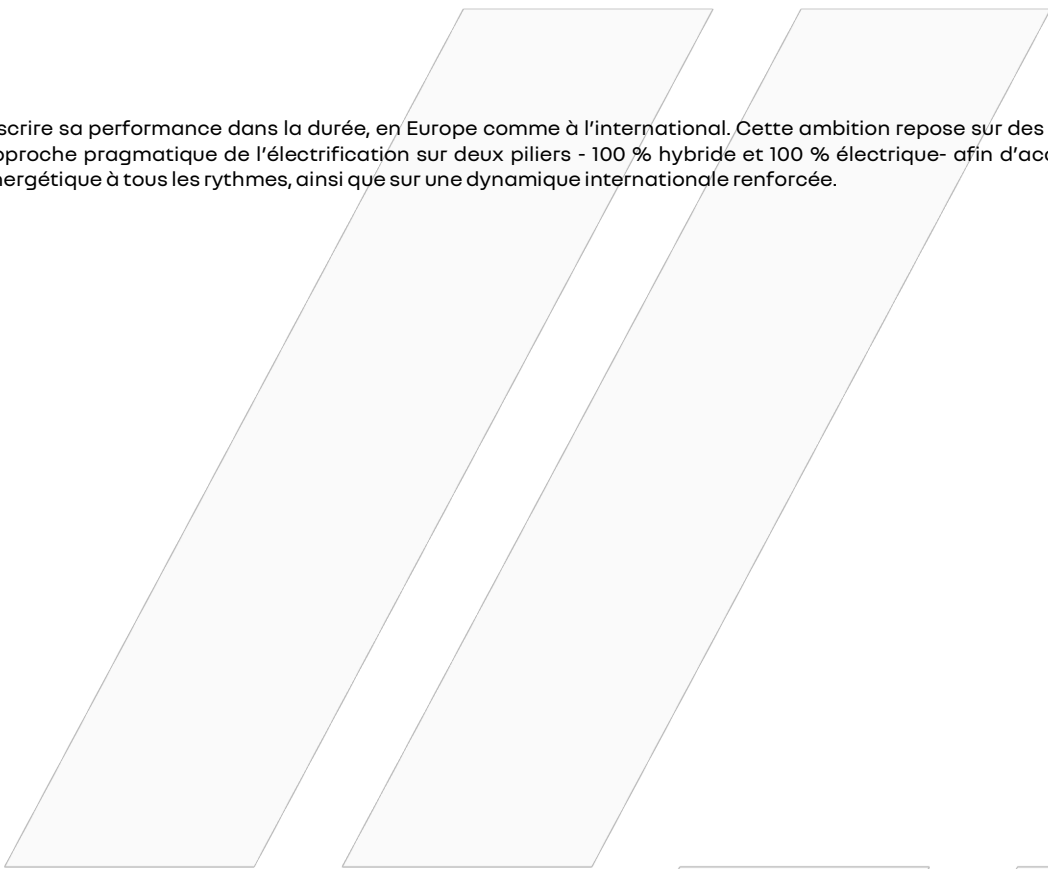 scrire sa performance dans la durée, en Europe comme à l'international. Cette ambition repose sur des
proche pragmatique de l'électrification sur deux piliers - 100 % hybride et 100 % électrique- afin d'acc
nergétique à tous les rythmes, ainsi que sur une dynamique internationale renforcée.